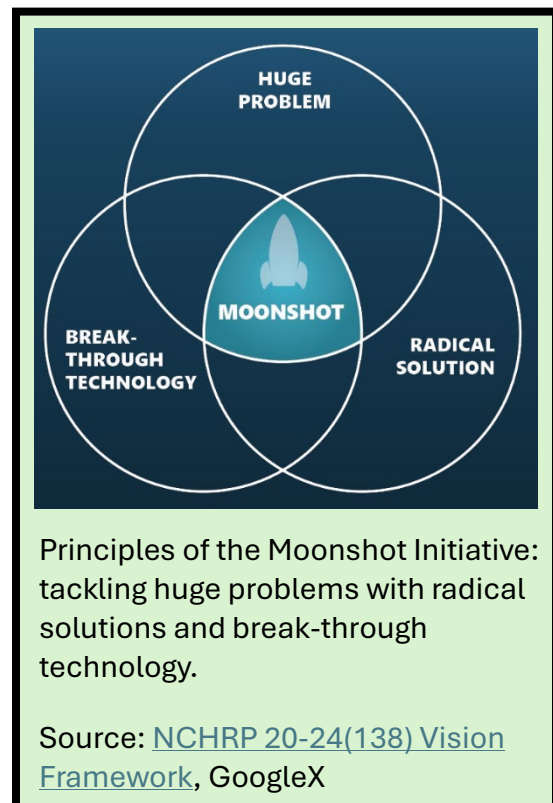 HUGE
PROBLEM
MOONSHOT
BREAK-
THROUGH
TECHNOLOGY
RADICAL
SOLUTION
Principles of the Moonshot Initiative:
tackling huge problems with radical
solutions and break-through
technology.
Source: NCHRP 20-24(138) Vision
Framework, GoogleX